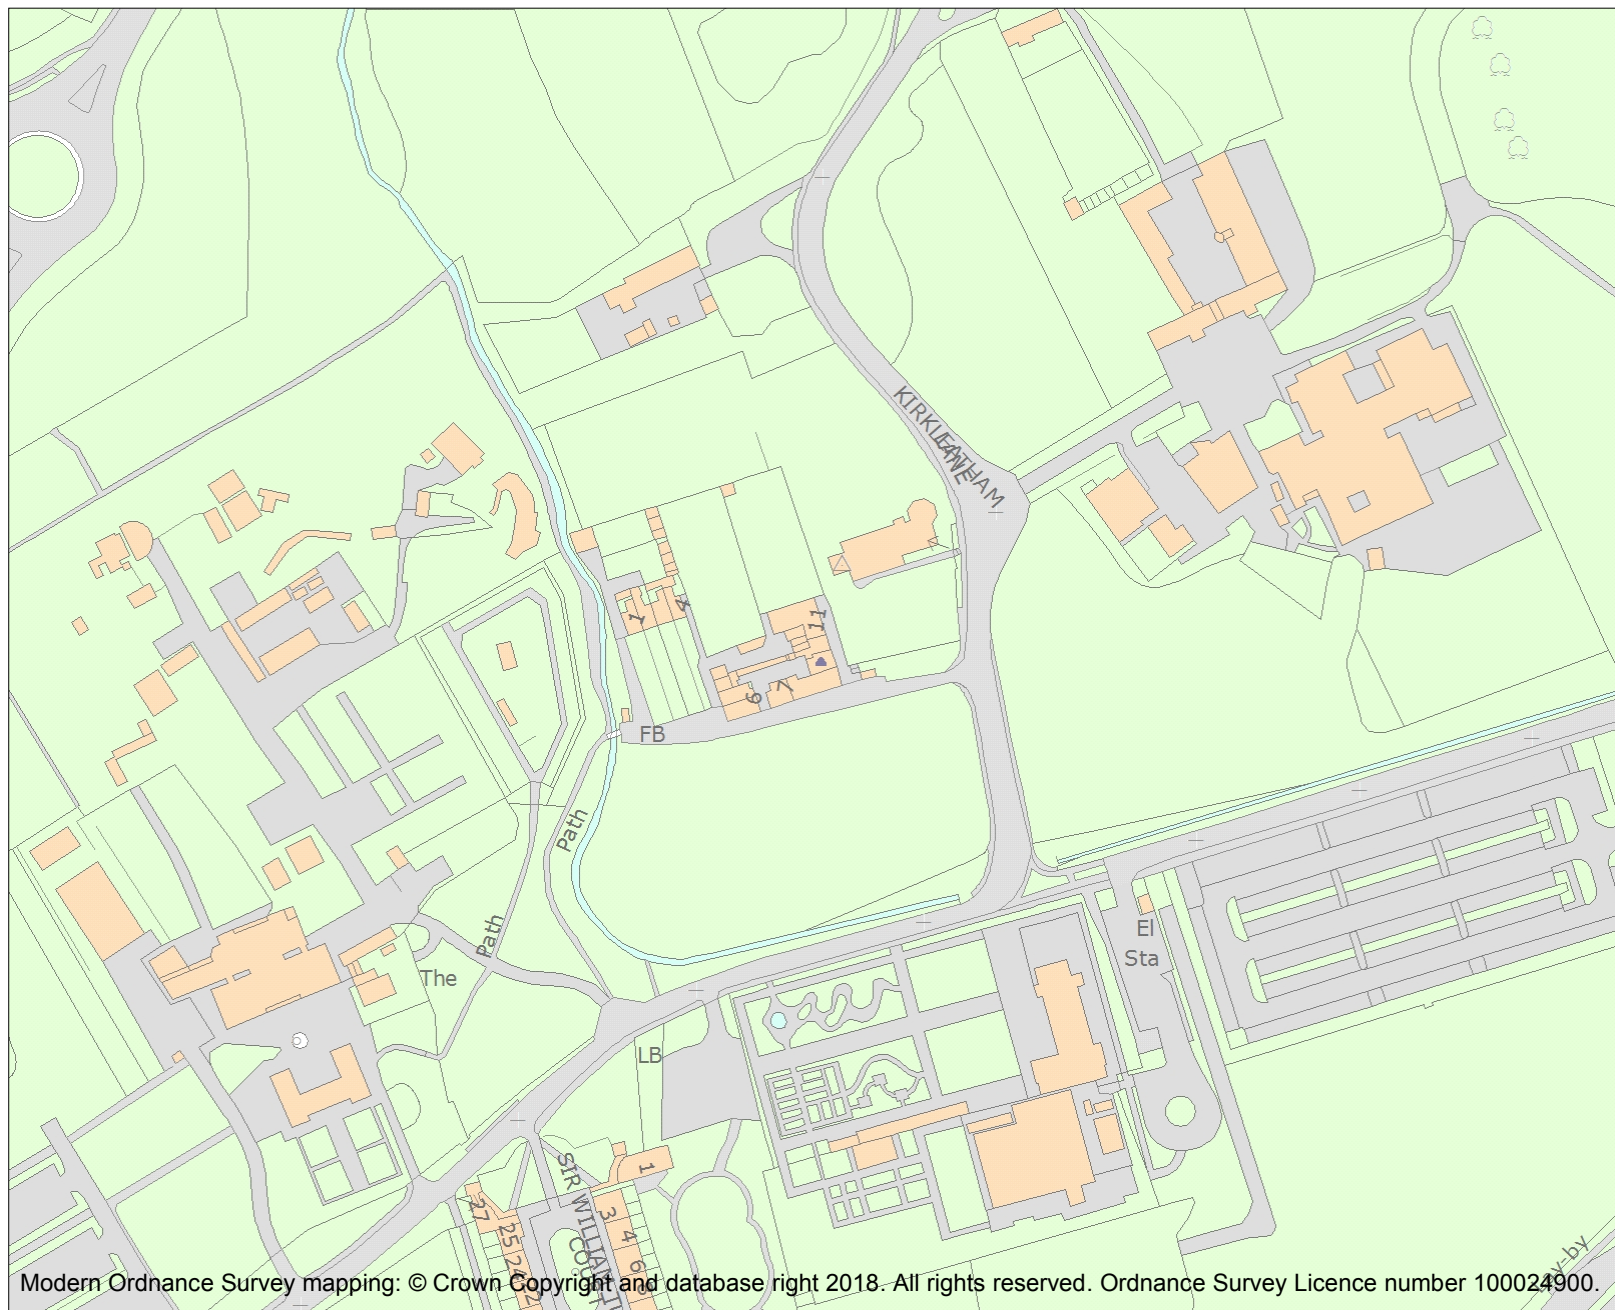 KIRKLEATHAM
LANE
1
4
11
6
7
FB
Path
Path
The
El
Sta
LB
1
SIR WILLIAM
27
25
3
4
6
Modern Ordnance Survey mapping: © Crown Copyright and database right 2018. All rights reserved. Ordnance Survey Licence number 100024900.